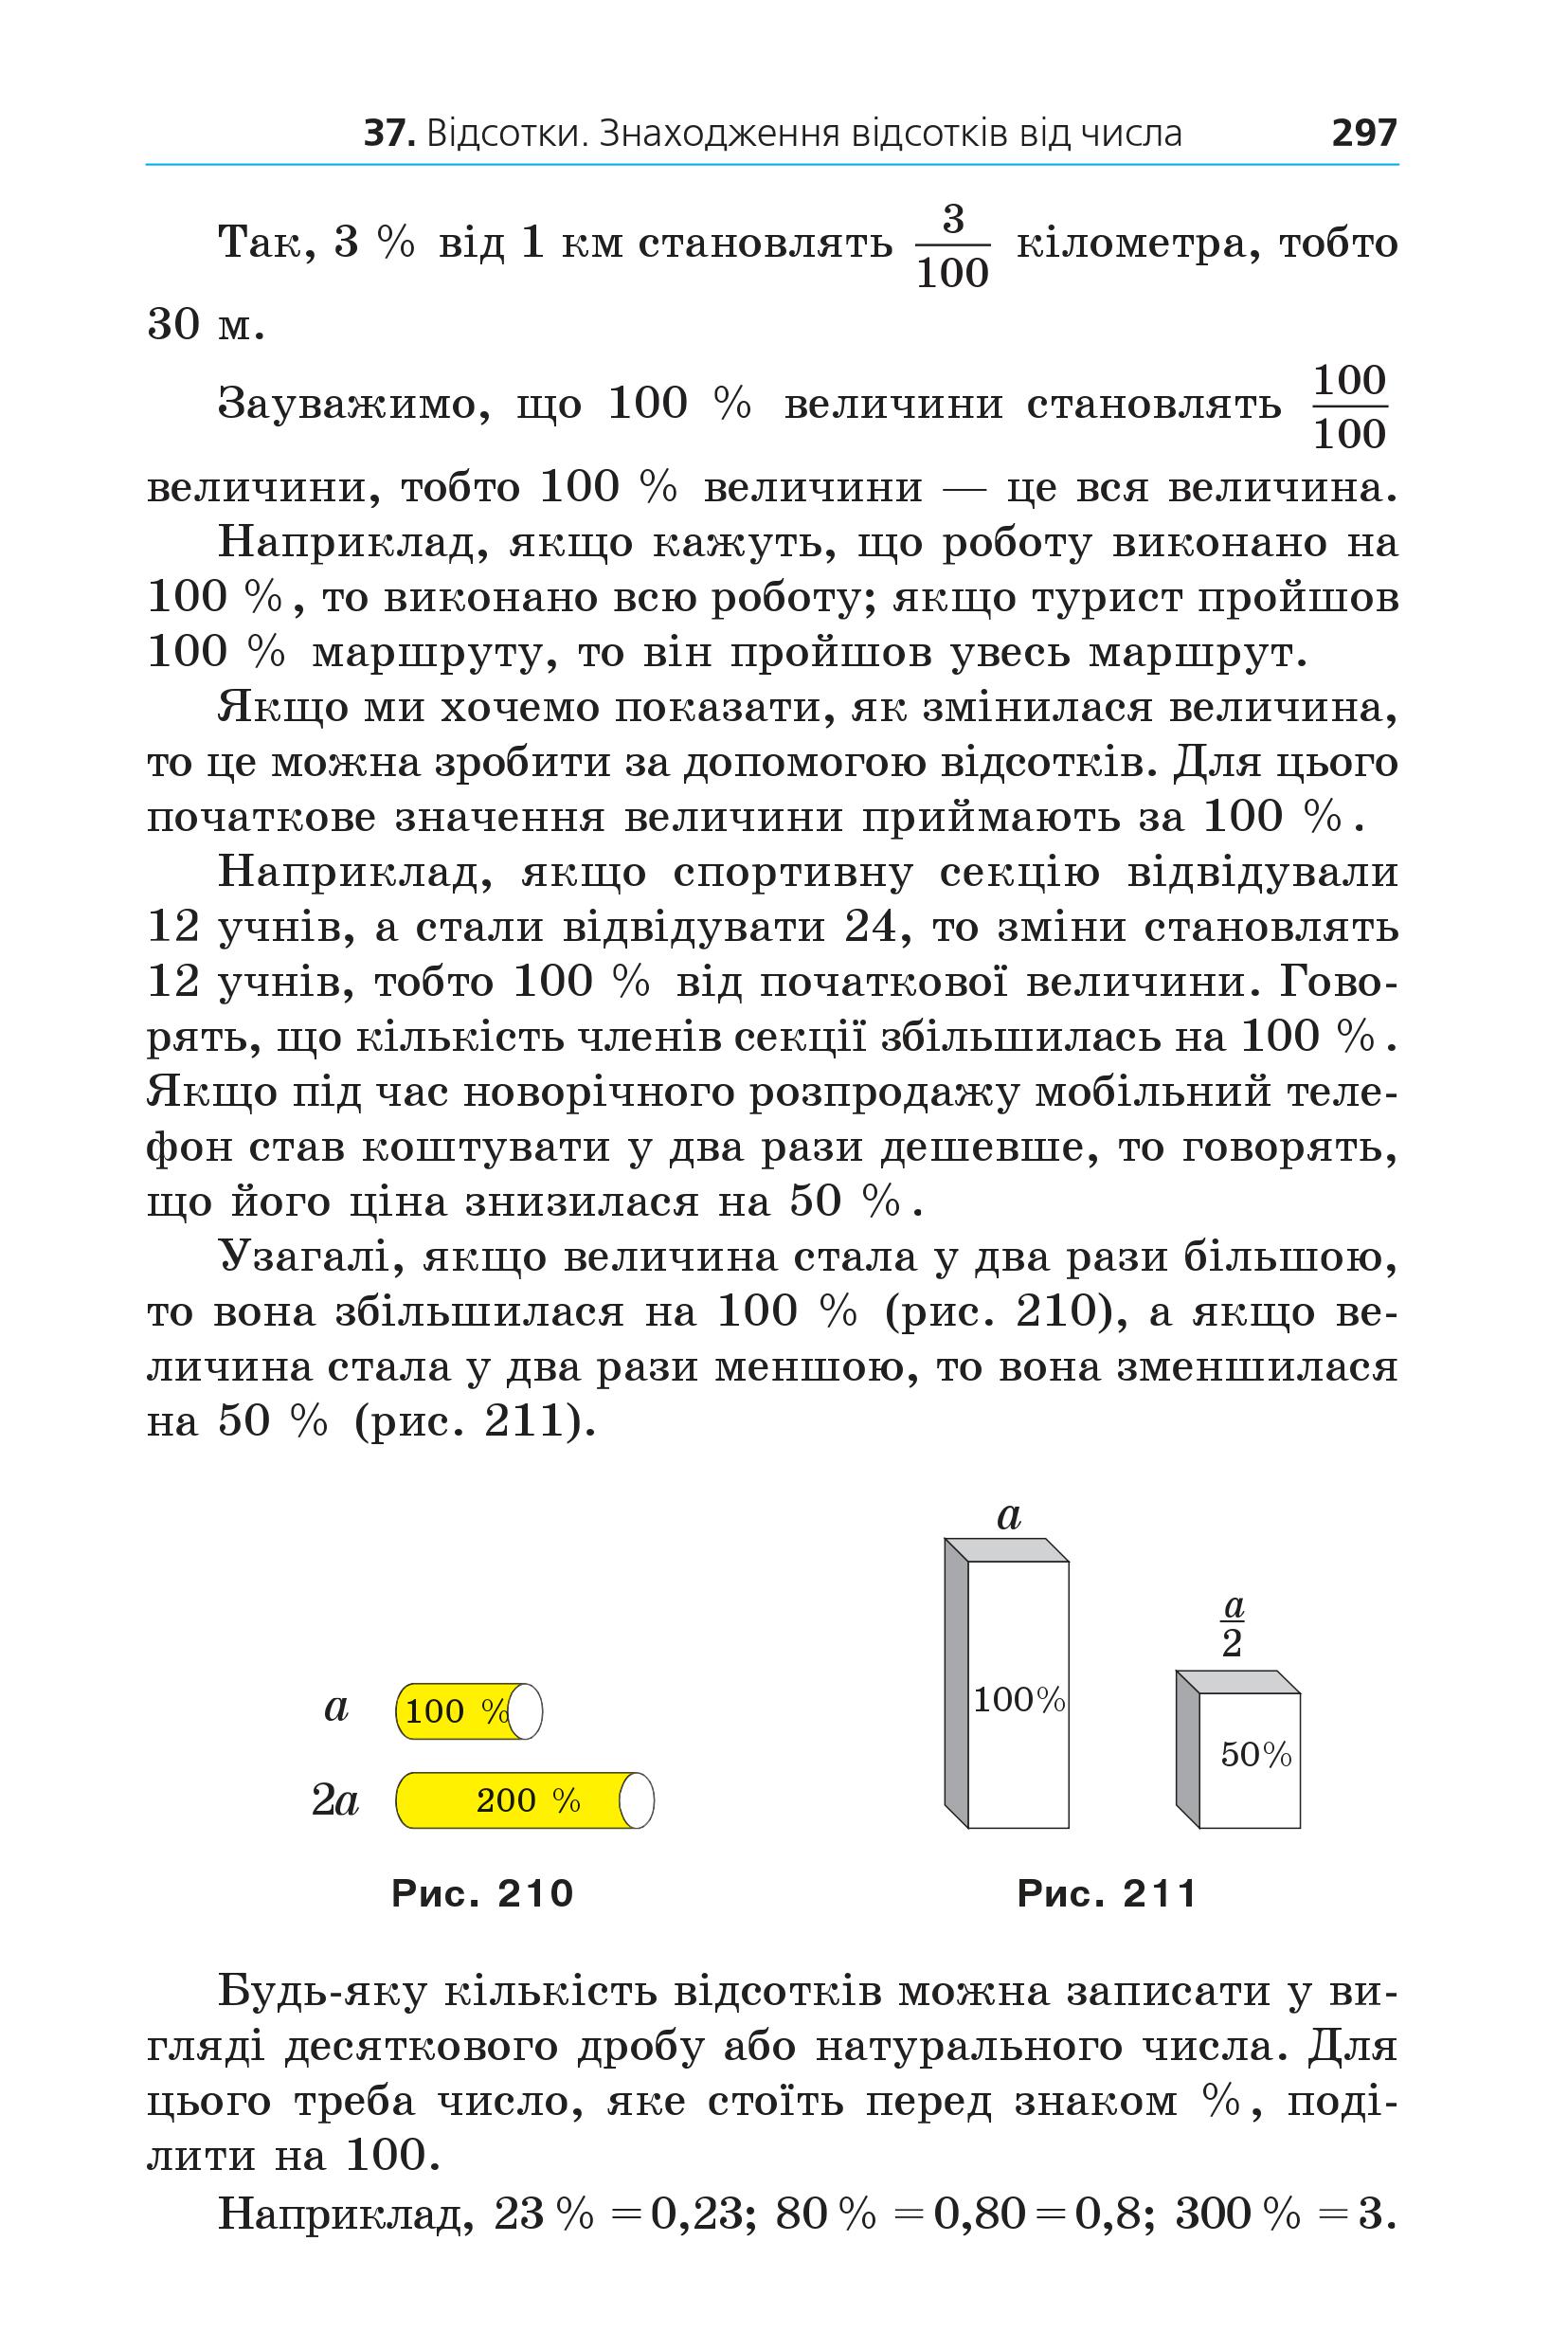 37. Відсотки. Знаходження відсотків від числа 297
Так, 3 % від 1 км становлять 3/100 кілометра, тобто
30 м.
Зауважимо, що 100 % величини становлять 100/100
величини, тобто 100 % величини — це вся величина.
Наприклад, якщо кажуть, що роботу виконано на
100 %, то виконано всю роботу; якщо турист пройшов
100 % маршруту, то він пройшов увесь маршрут.
Якщо ми хочемо показати, як змінилася величина,
то це можна зробити за допомогою відсотків. Для цього
початкове значення величини приймають за 100 %.
Наприклад, якщо спортивну секцію відвідували
12 учнів, а стали відвідувати 24, то зміни становлять
12 учнів, тобто 100 % від початкової величини. Гово-
рять, що кількість членів секції збільшилась на 100 %.
Якщо під час новорічного розпродажу мобільний теле-
фон став коштувати у два рази дешевше, то говорять,
що його ціна знизилася на 50 %.
Узагалі, якщо величина стала у два рази більшою,
то вона збільшилася на 100 % (рис. 210), а якщо ве-
личина стала у два рази меншою, то вона зменшилася
на 50 % (рис. 211).
a 100 %
2a 200 %
Рис. 210
a
100%
a/2
50%
Рис. 211
Будь-яку кількість відсотків можна записати у ви-
гляді десяткового дробу або натурального числа. Для
цього треба число, яке стоїть перед знаком %, поді-
лити на 100.
Наприклад, 23 % = 0,23; 80 % = 0,80 = 0,8; 300 % = 3.